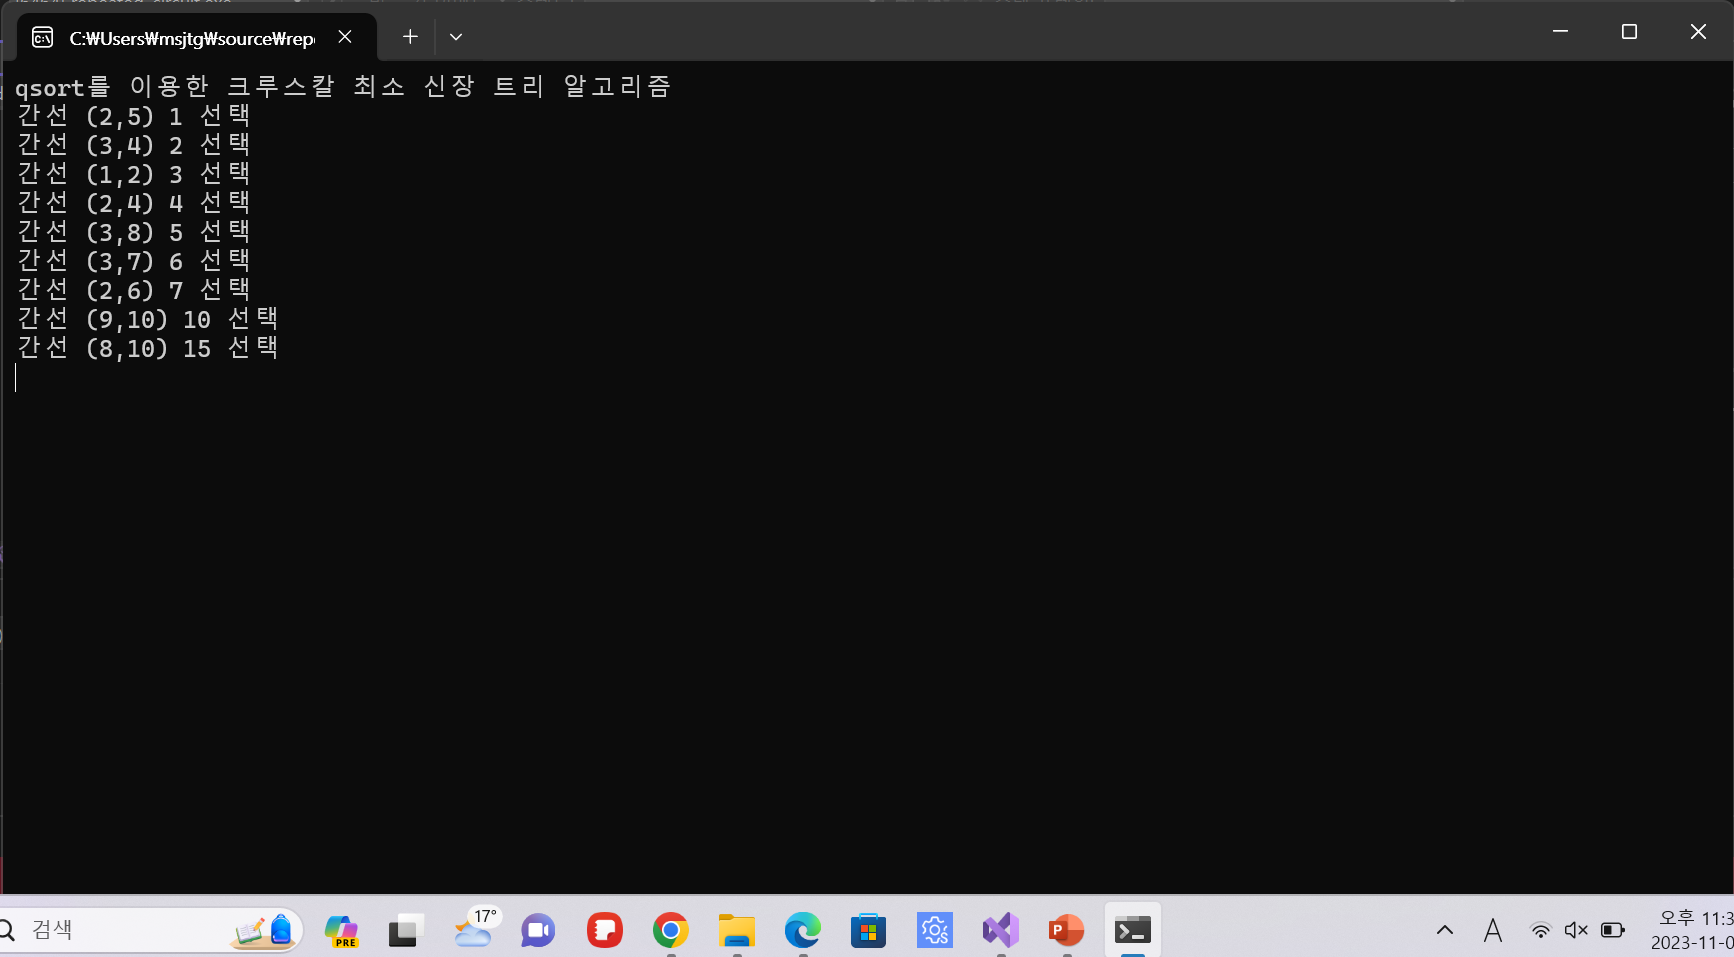 C:₩Users₩msjtg₩source₩rep
qsort를 이용한 크루스칼 최소 신장 트리 알고리즘
간선 (2,5) 1 선택
간선 (3,4) 2 선택
간선 (1,2) 3 선택
간선 (2,4) 4 선택
간선 (3,8) 5 선택
간선 (3,7) 6 선택
간선 (2,6) 7 선택
간선 (9,10) 10 선택
간선 (8,10) 15 선택
검색
PRE
17°
A
오후 11:3
2023-11-0